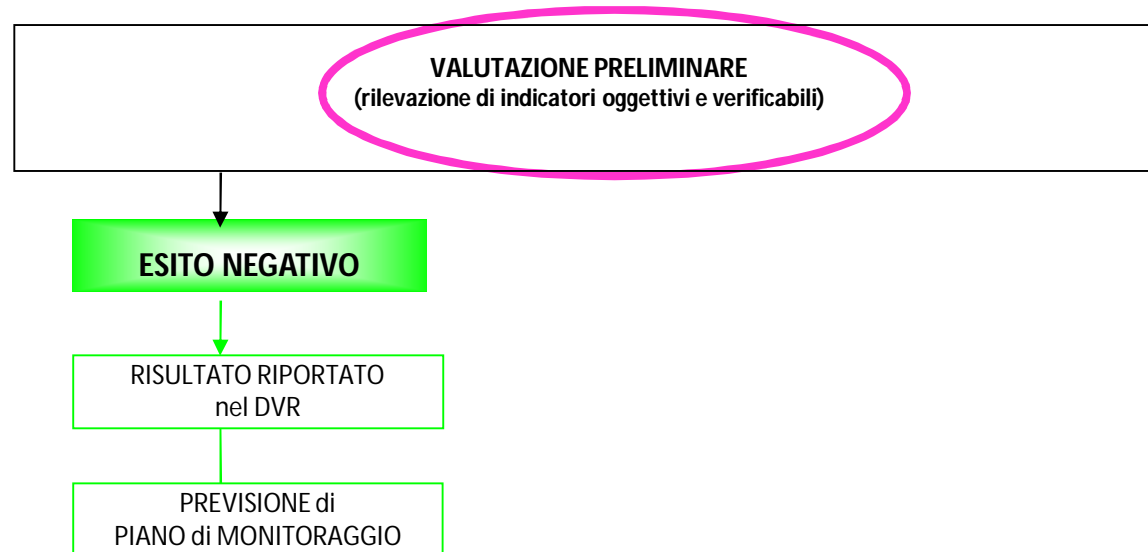 VALUTAZIONE PRELIMINARE
(rilevazione di indicatori oggettivi e verificabili)
ESITO NEGATIVO
RISULTATO RIPORTATO
nel DVR
PREVISIONE di
PIANO di MONITORAGGIO